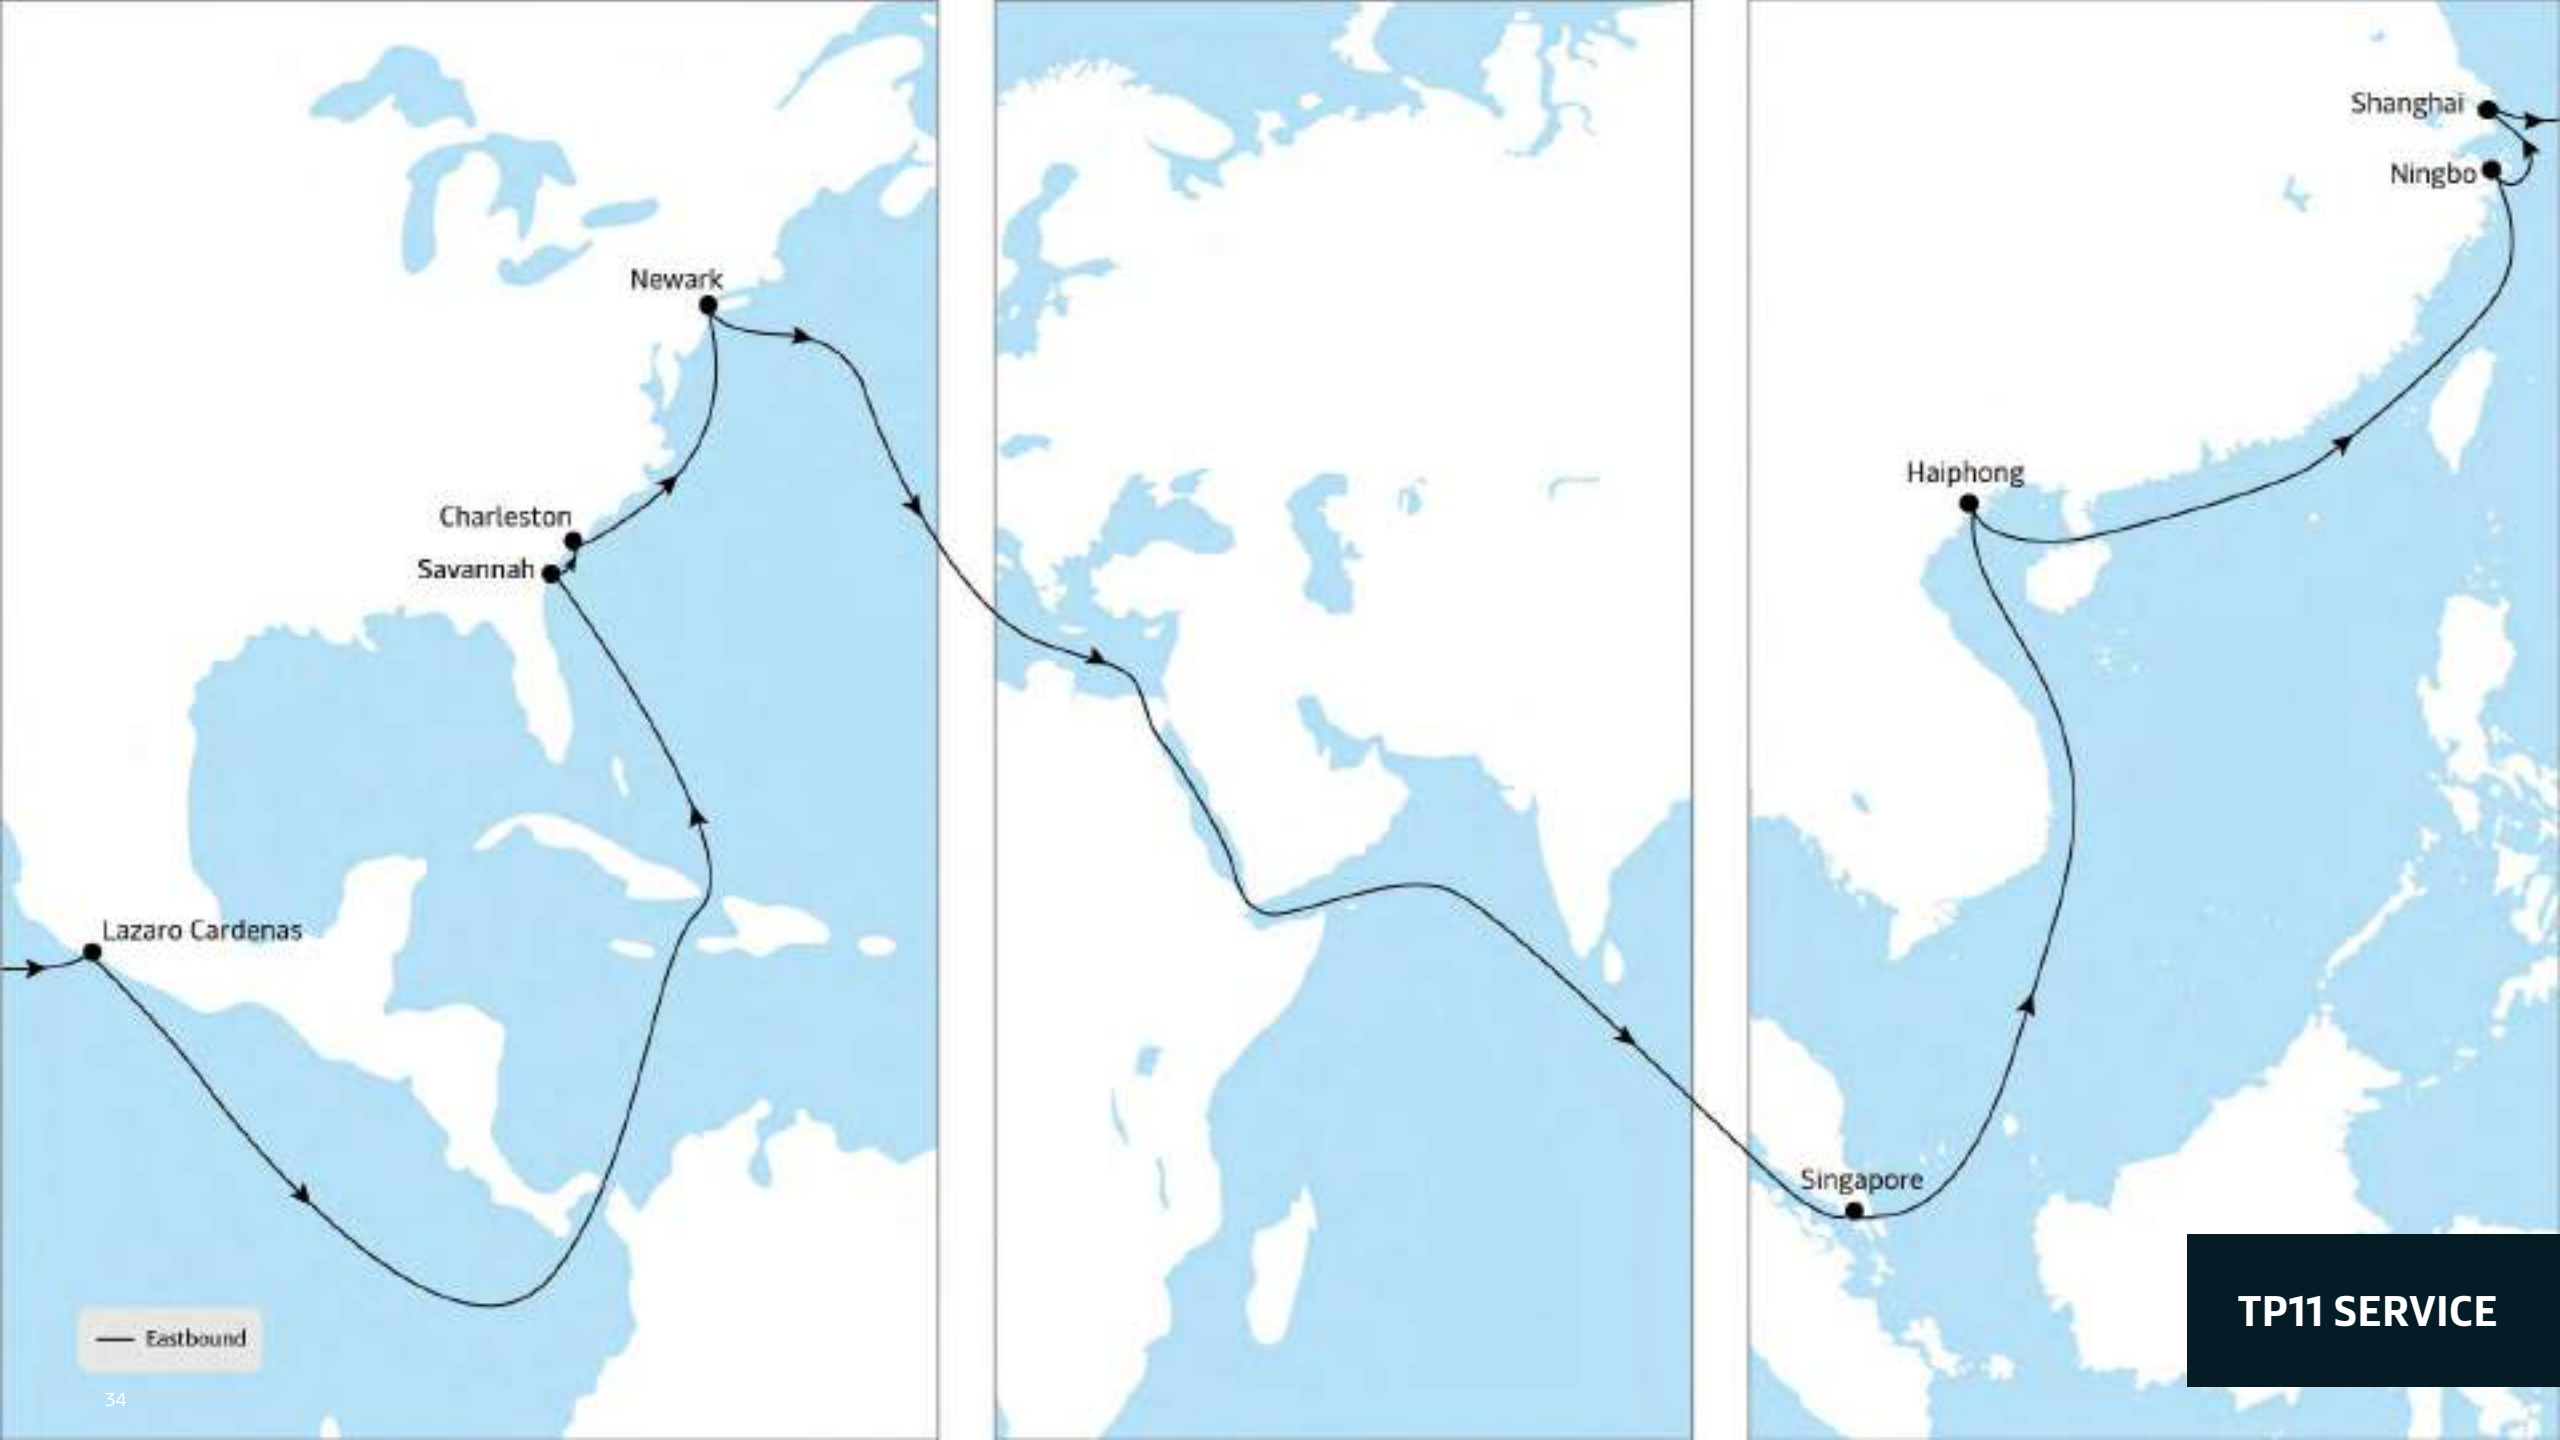 Shanghai
Ningbo
Newark
Haiphong
Charleston
Savannah
Lazaro Cardenas
Singapore
TP11 SERVICE
Eastbound
34